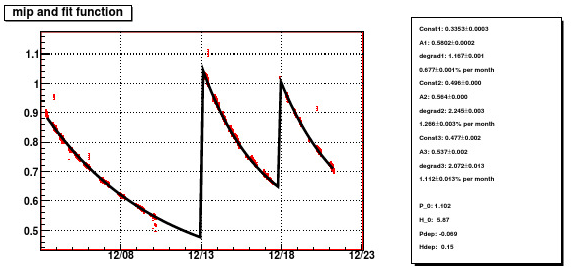 mip and fit function
1.1
1
0.9
0.8
0.7
0.6
0.5
12/08
12/13
12/18
12/23
Const1: 0.3353±0.0003
A1: 0.5802±0.0002
degrad1: 1.167±0.001
0.677±0.001% per month
Const2: 0.496±0.000
A2: 0.564±0.000
degrad2: 2.245±0.003
1.266±0.003% per month
Const3: 0.477±0.002
A3: 0.537±0.002
degrad3: 2.072±0.013
1.112±0.013% per month
P_0: 1.102
H_0: 5.87
Pdep: -0.069
Hdep: 0.15